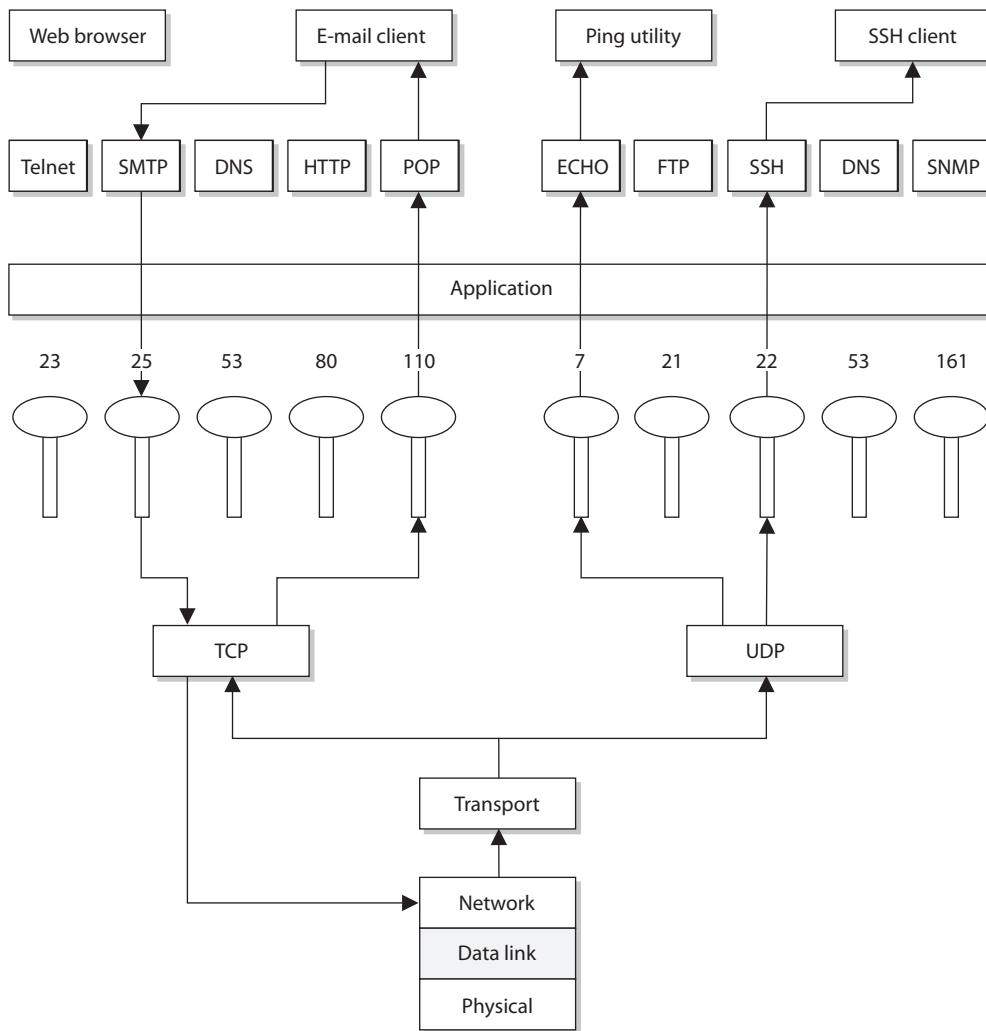 Web browser
E-mail client
Ping utility
SSH client
Telnet
SMTP
DNS
HTTP
POP
ECHO
FTP
SSH
DNS
SNMP
Application
23
25
53
80
110
7
21
22
53
161
TCP
UDP
Transport
Network
Data link
Physical